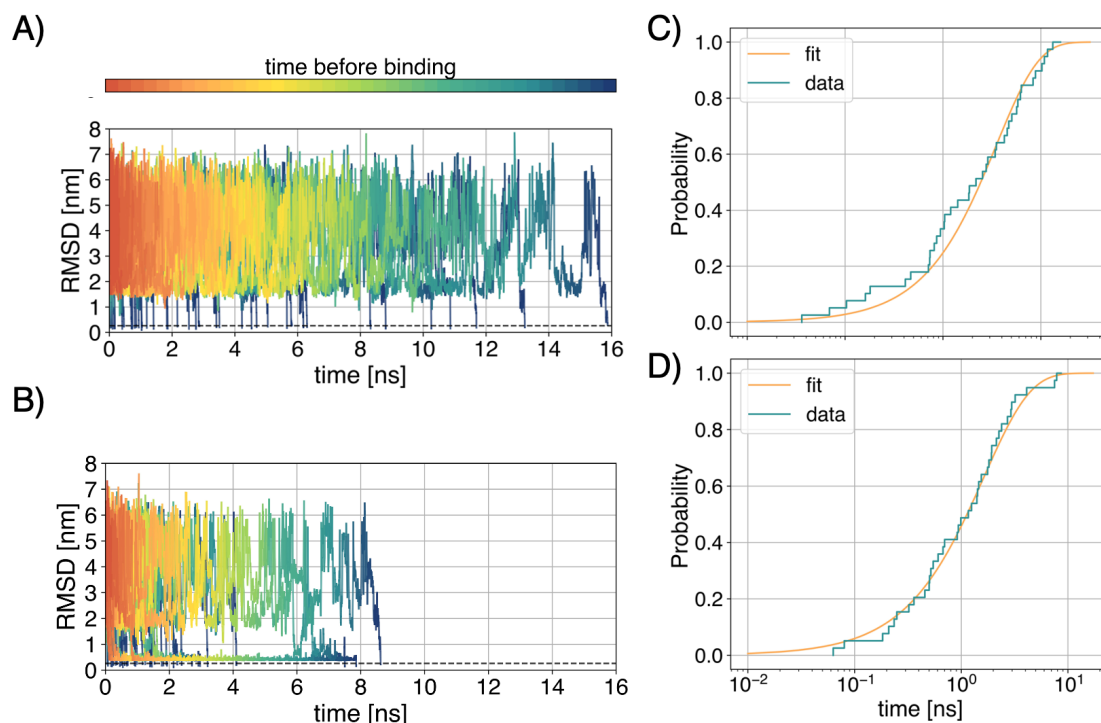 A)
time before binding
RMSD [nm]
8
7
6
5
4
3
2
1
0
0 2 4 6 8 10 12 14 16
time [ns]
B)
RMSD [nm]
8
7
6
5
4
3
2
1
0
0 2 4 6 8 10 12 14 16
time [ns]
C)
Probability
1.0
0.8
0.6
0.4
0.2
0.0
fit
data
D)
Probability
1.0
0.8
0.6
0.4
0.2
0.0
fit
data
10⁻² 10⁻¹ 10⁰ 10¹
time [ns]